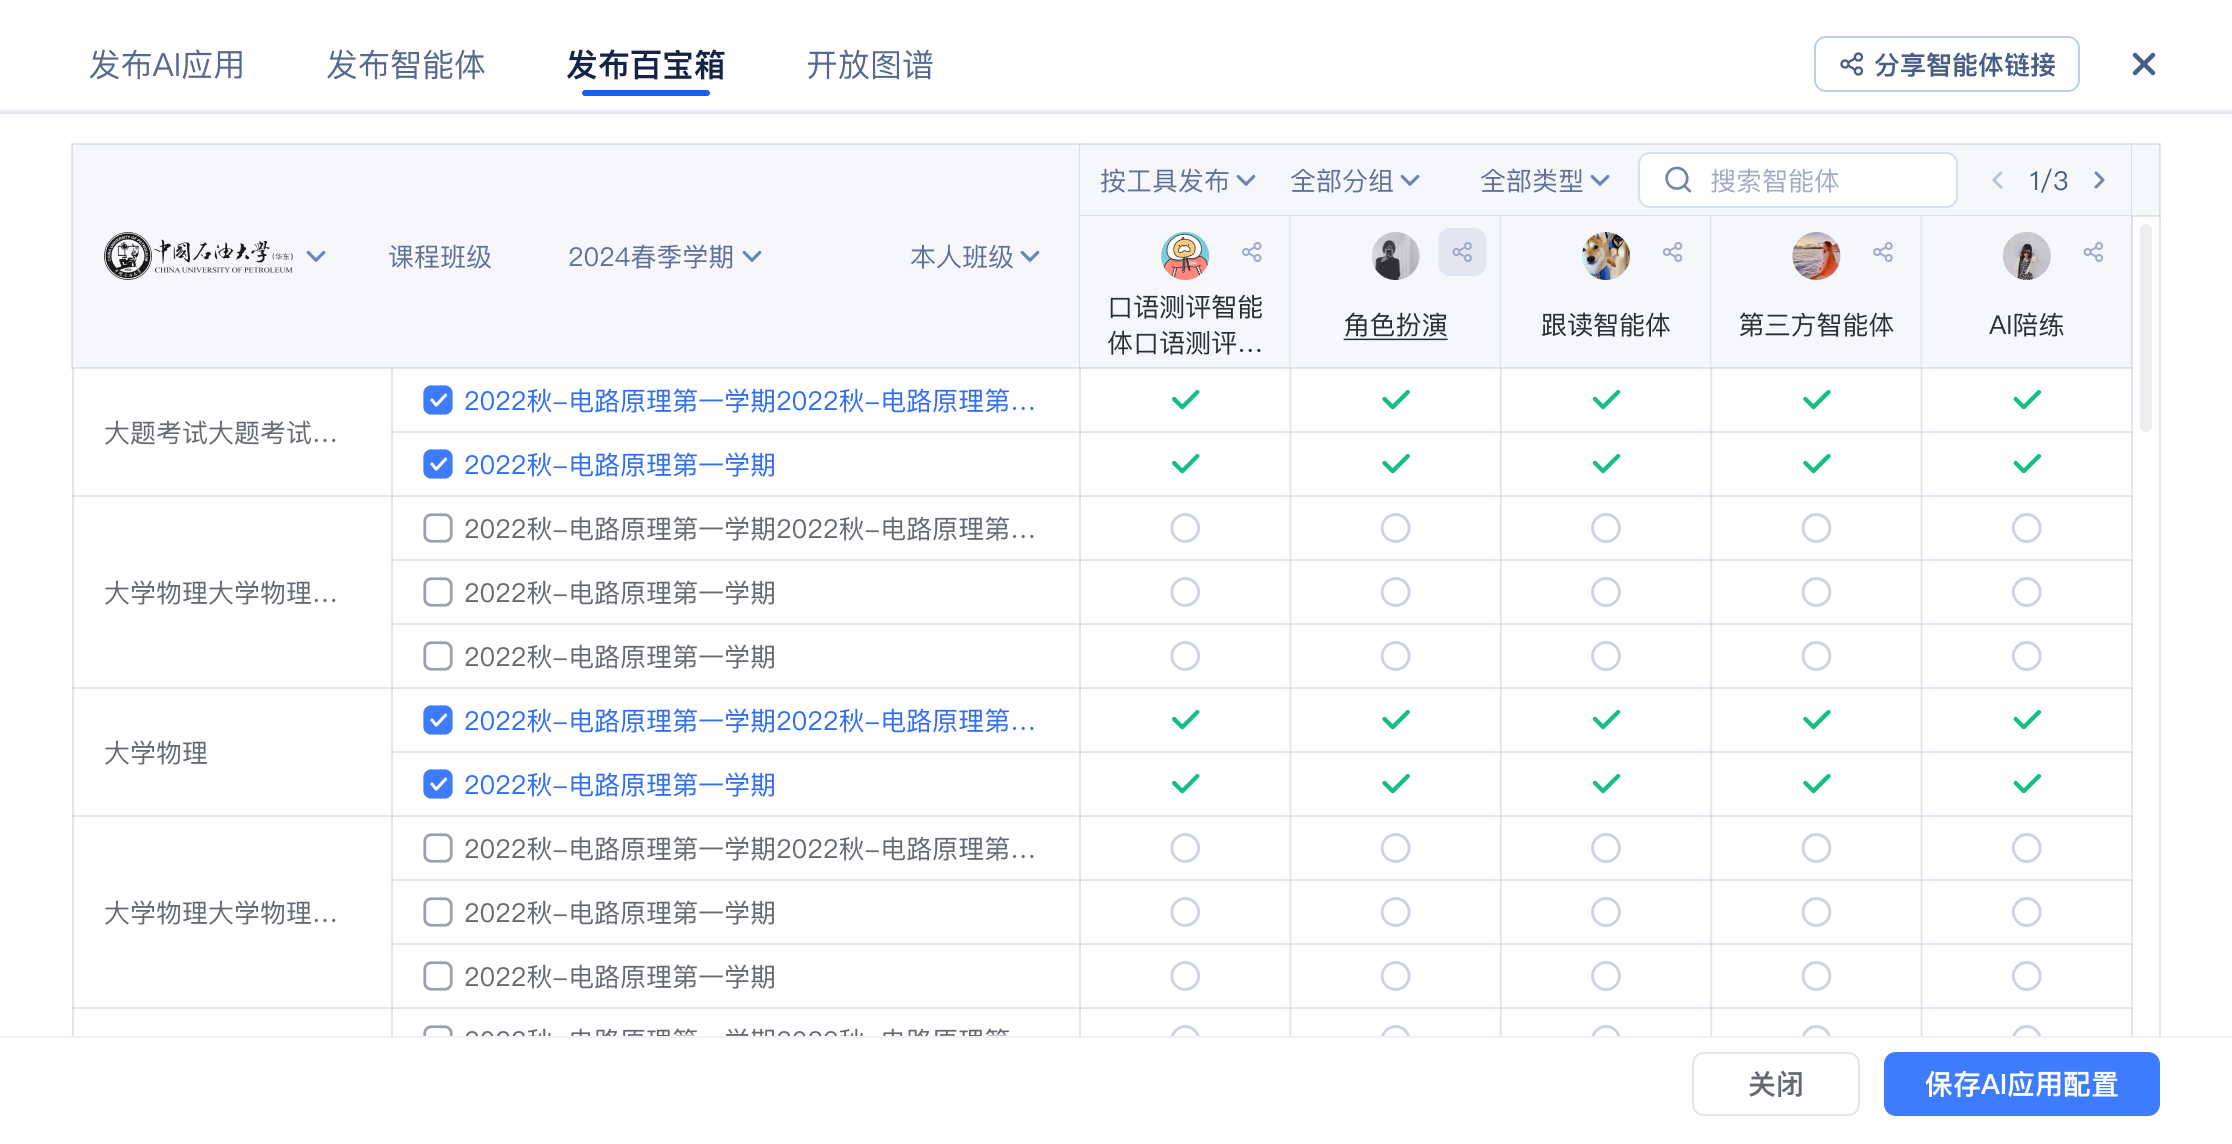 发布AI应用
发布智能体
发布百宝箱
开放图谱
分享智能体链接
按工具发布
全部分组
全部类型
搜索智能体
1/3
中國石油大學(华东)
CHINA UNIVERSITY OF PETROLEUM
课程班级
2024春季学期
本人班级
口语测评智能
体口语测评...
角色扮演
跟读智能体
第三方智能体
AI陪练
大题考试大题考试...
2022秋-电路原理第一学期2022秋-电路原理第...
2022秋-电路原理第一学期
大学物理大学物理...
2022秋-电路原理第一学期2022秋-电路原理第...
2022秋-电路原理第一学期
2022秋-电路原理第一学期
大学物理
2022秋-电路原理第一学期2022秋-电路原理第...
2022秋-电路原理第一学期
大学物理大学物理...
2022秋-电路原理第一学期2022秋-电路原理第...
2022秋-电路原理第一学期
2022秋-电路原理第一学期
关闭
保存AI应用配置